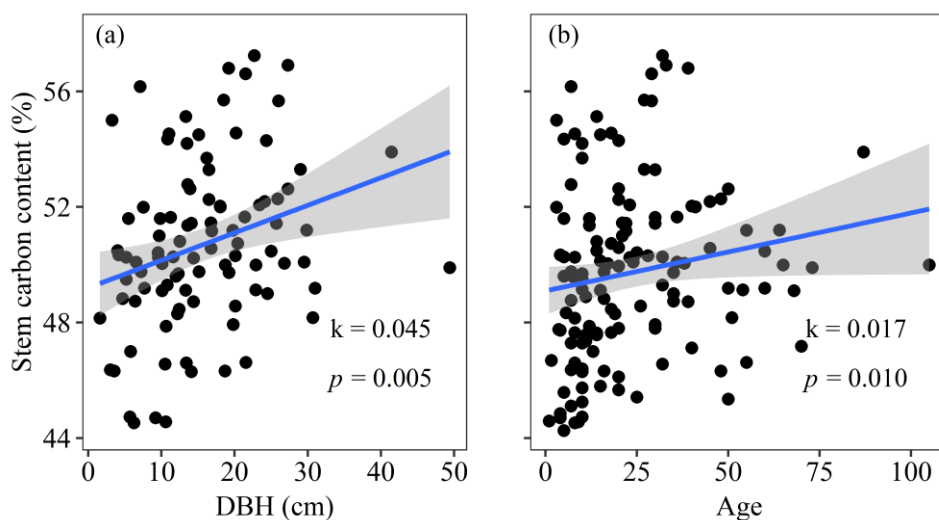 (a)
(b)
Stem carbon content (%)
56
52
48
44
k = 0.045
p = 0.005
k = 0.017
p = 0.010
0 10 20 30 40 50
0 25 50 75 100
DBH (cm)
Age